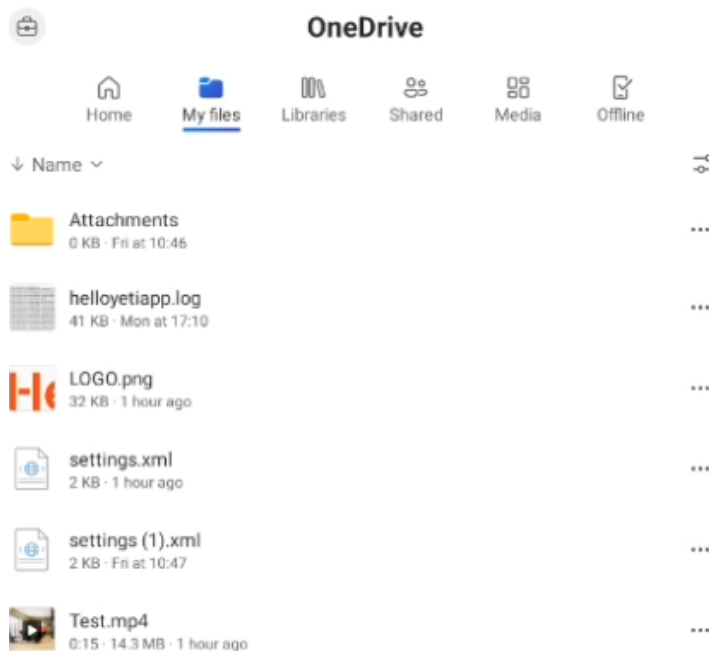 OneDrive
Home My files Libraries Shared Media Offline
↓ Name
Attachments
0 KB · Fri at 10:46
helloyetiapp.log
41 KB · Mon at 17:10
He
LOGO.png
32 KB · 1 hour ago
settings.xml
2 KB · 1 hour ago
settings (1).xml
2 KB · Fri at 10:47
Test.mp4
0:15 · 14.3 MB · 1 hour ago